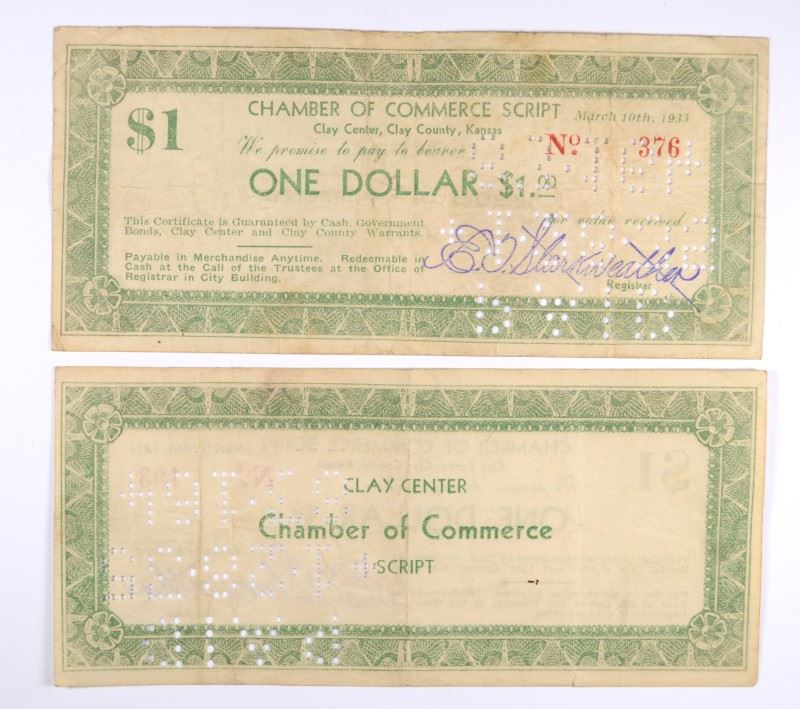 CHAMBER OF COMMERCE SCRIPT March 10th, 1933
Clay Center, Clay County, Kansas
$1
We promise to pay to bearer
No 376
ONE DOLLAR $1.00
for value received
This Certificate is Guaranteed by Cash, Government
Bonds, Clay Center and Clay County Warrants.
Payable in Merchandise Anytime. Redeemable in
Cash at the Call of the Trustees at the Office of
Registrar in City Building.
Registrar
CLAY CENTER
Chamber of Commerce
SCRIPT